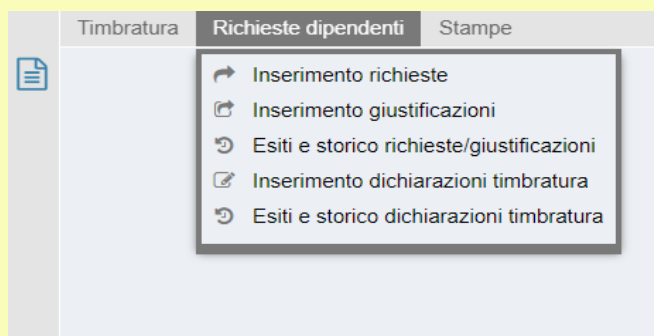 Timbratura Richieste dipendenti Stampe
Inserimento richieste
Inserimento giustificazioni
Esiti e storico richieste/giustificazioni
Inserimento dichiarazioni timbratura
Esiti e storico dichiarazioni timbratura